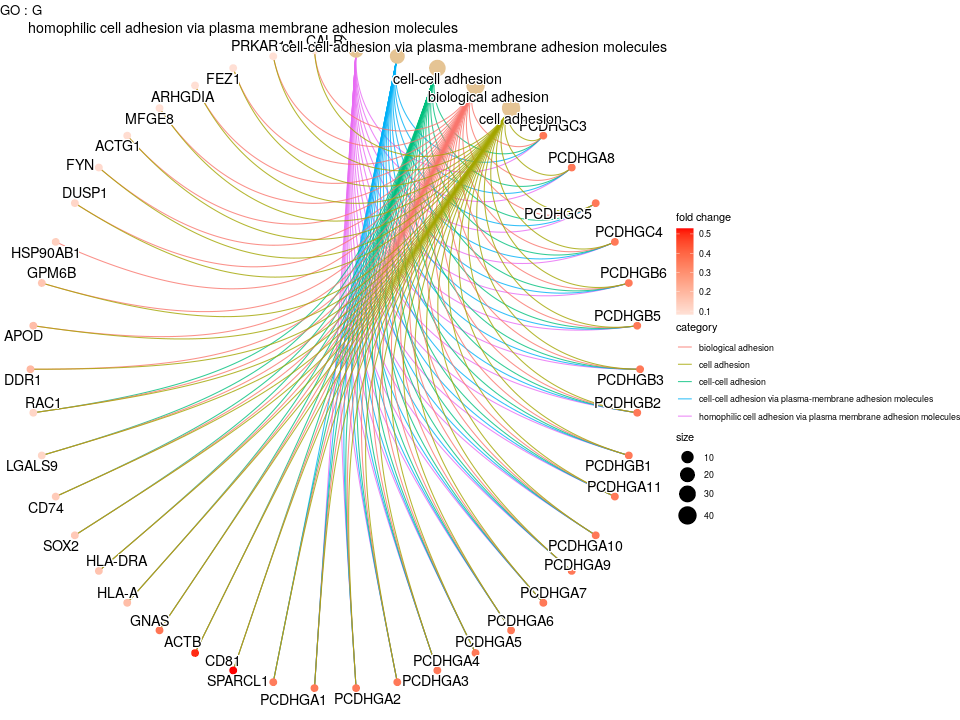 GO : G
homophilic cell adhesion via plasma membrane adhesion molecules
cell-cell adhesion via plasma-membrane adhesion molecules
FEZ1
cell-cell adhesion
ARHGDIA
biological adhesion
MFGE8
cell adhesion
PCDHGC3
ACTG1
PCDHGA8
FYN
DUSP1
PCDHGC5
PCDHGC4
HSP90AB1
GPM6B
PCDHGB6
PCDHGB5
APOD
DDR1
PCDHGB3
RAC1
PCDHGB2
LGALS9
PCDHGB1
PCDHGA11
CD74
SOX2
PCDHGA10
HLA-DRA
PCDHGA9
HLA-A
PCDHGA7
GNAS
PCDHGA6
ACTB
PCDHGA5
CD81
PCDHGA4
SPARCL1
PCDHGA3
PCDHGA1
PCDHGA2
fold change
0.5
0.4
0.3
0.2
0.1
category
biological adhesion
cell adhesion
cell-cell adhesion
cell-cell adhesion via plasma-membrane adhesion molecules
homophilic cell adhesion via plasma membrane adhesion molecules
size
10
20
30
40